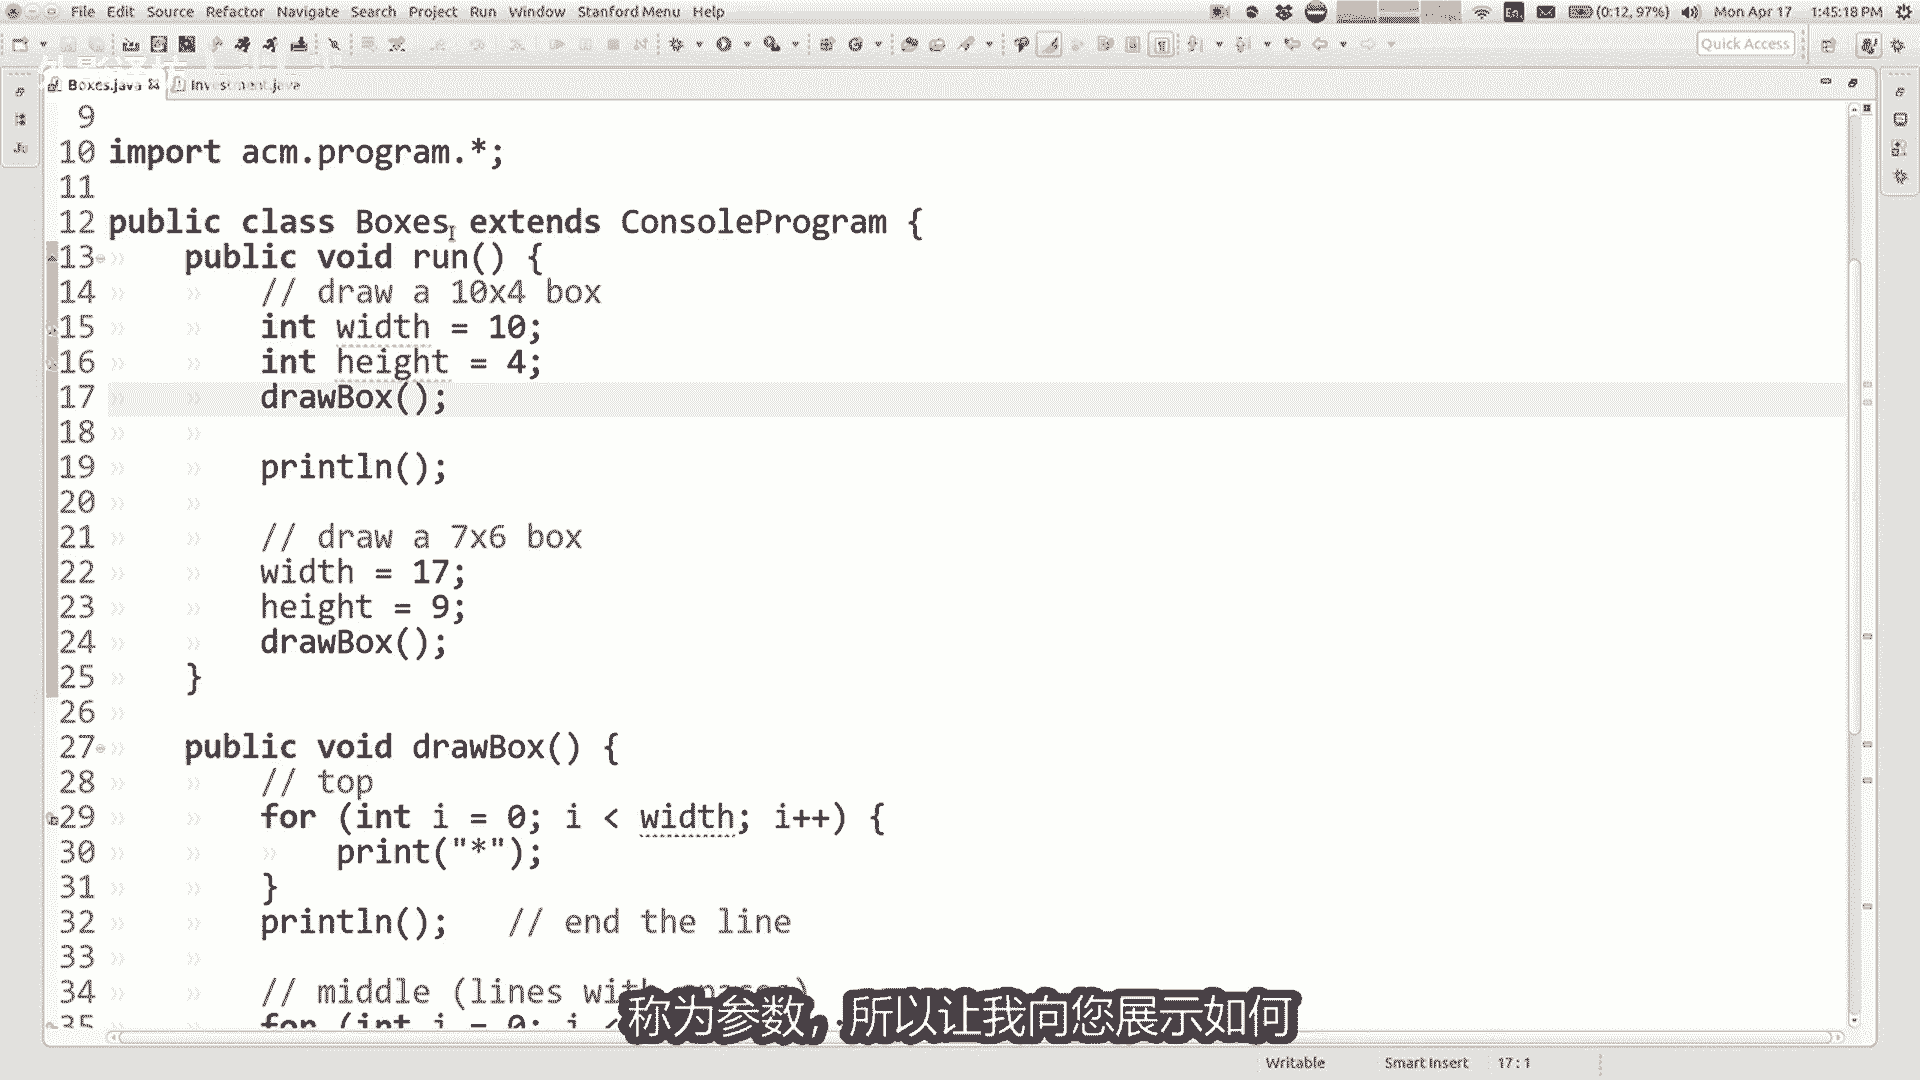 File Edit Source Refactor Navigate Search Project Run Window Stanford Menu Help En (0:12, 97%) Mon Apr 17 1:45:18 PM
Quick Access
Boxes.java Investment.java
9
10 import acm.program.*;
11
12 public class Boxes extends ConsoleProgram {
13 public void run() {
14 // draw a 10x4 box
15 int width = 10;
16 int height = 4;
17 drawBox();
18
19 println();
20
21 // draw a 7x6 box
22 width = 17;
23 height = 9;
24 drawBox();
25 }
26
27 public void drawBox() {
28 // top
29 for (int i = 0; i < width; i++) {
30 print("*");
31 }
32 println(); // end the line
33
34 // middle (lines with spaces)
35 for (int i = 0; i <
称为参数，所以让我向您展示如何
Writable Smart Insert 17 : 1